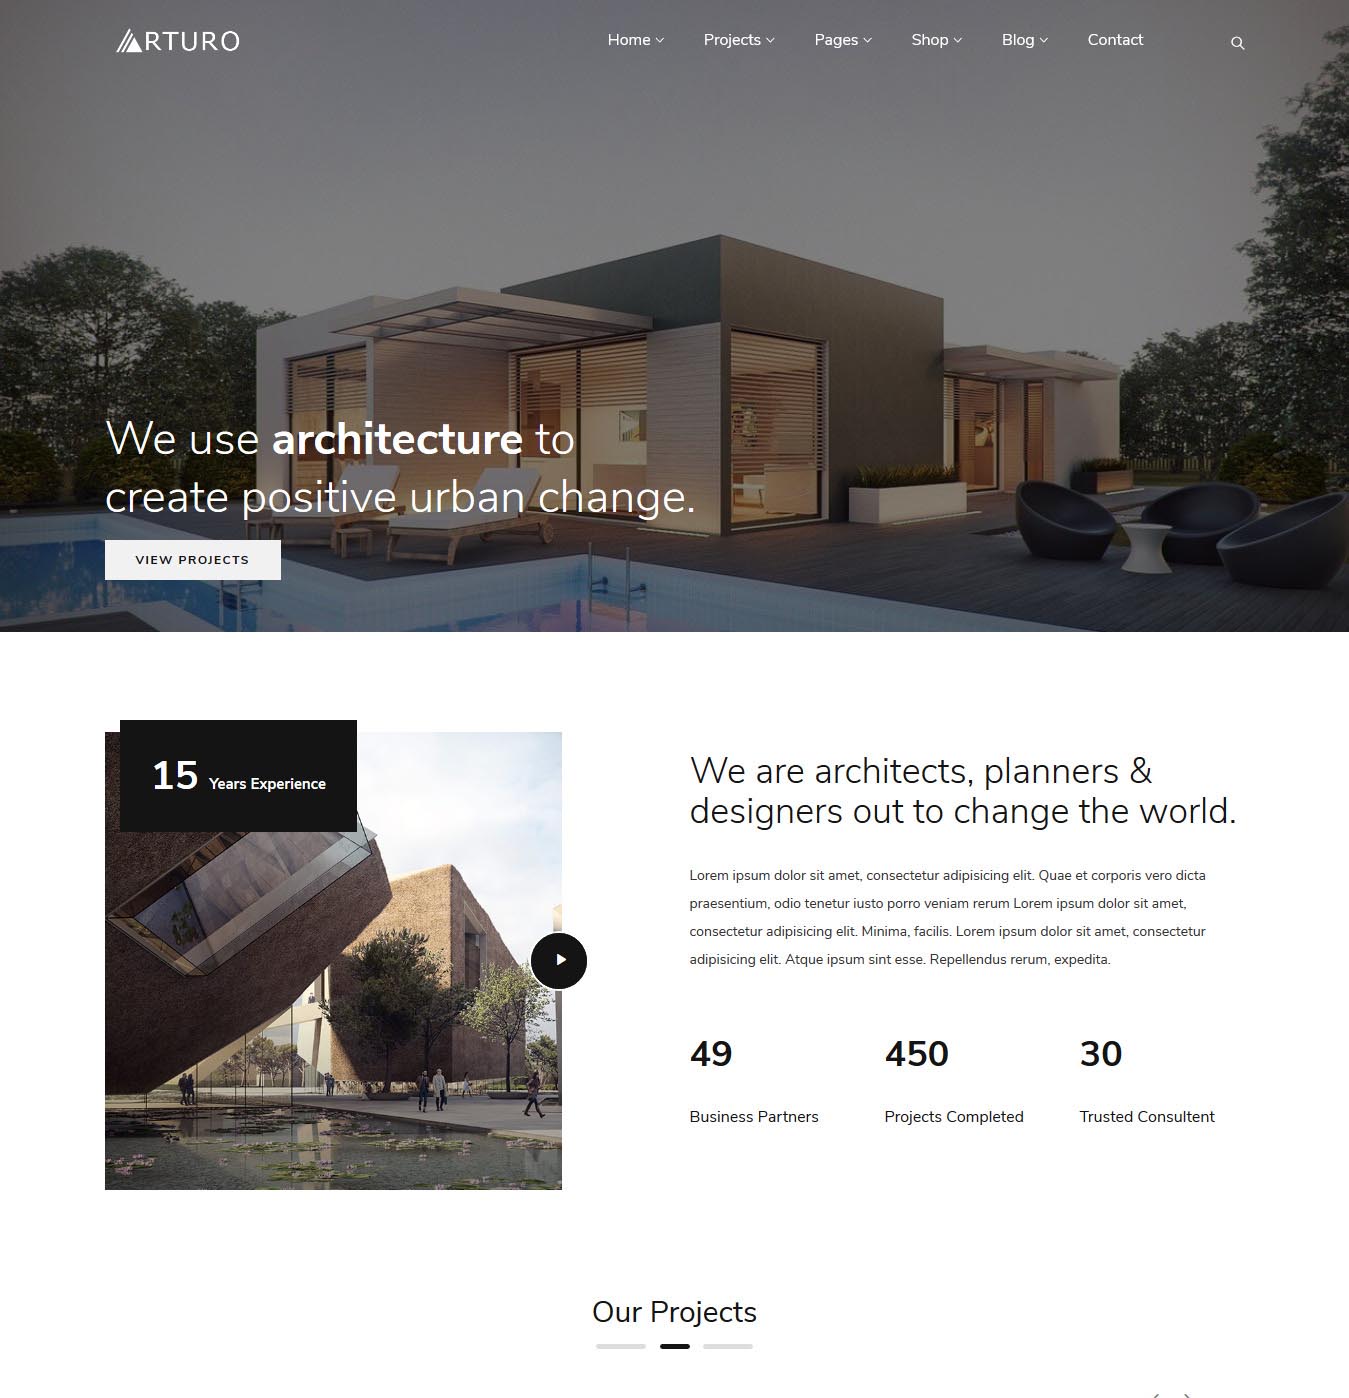 ARTURO
Home Projects Pages Shop Blog Contact
We use architecture to
create positive urban change.
VIEW PROJECTS
15 Years Experience
We are architects, planners &
designers out to change the world.
Lorem ipsum dolor sit amet, consectetur adipisicing elit. Quae et corporis vero dicta
praesentium, odio tenetur iusto porro veniam rerum Lorem ipsum dolor sit amet,
consectetur adipisicing elit. Minima, facilis. Lorem ipsum dolor sit amet, consectetur
adipisicing elit. Atque ipsum sint esse. Repellendus rerum, expedita.
49 450 30
Business Partners Projects Completed Trusted Consultent
Our Projects